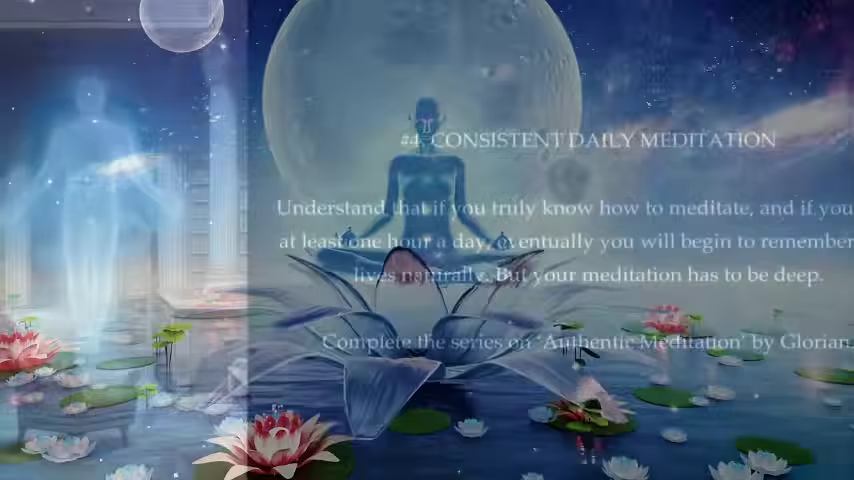 #4 CONSISTENT DAILY MEDITATION
Understand that if you truly know how to meditate, and if you
at least one hour a day, eventually you will begin to remember
lives naturally. But your meditation has to be deep.
Complete the series on 'Authentic Meditation' by Glorian